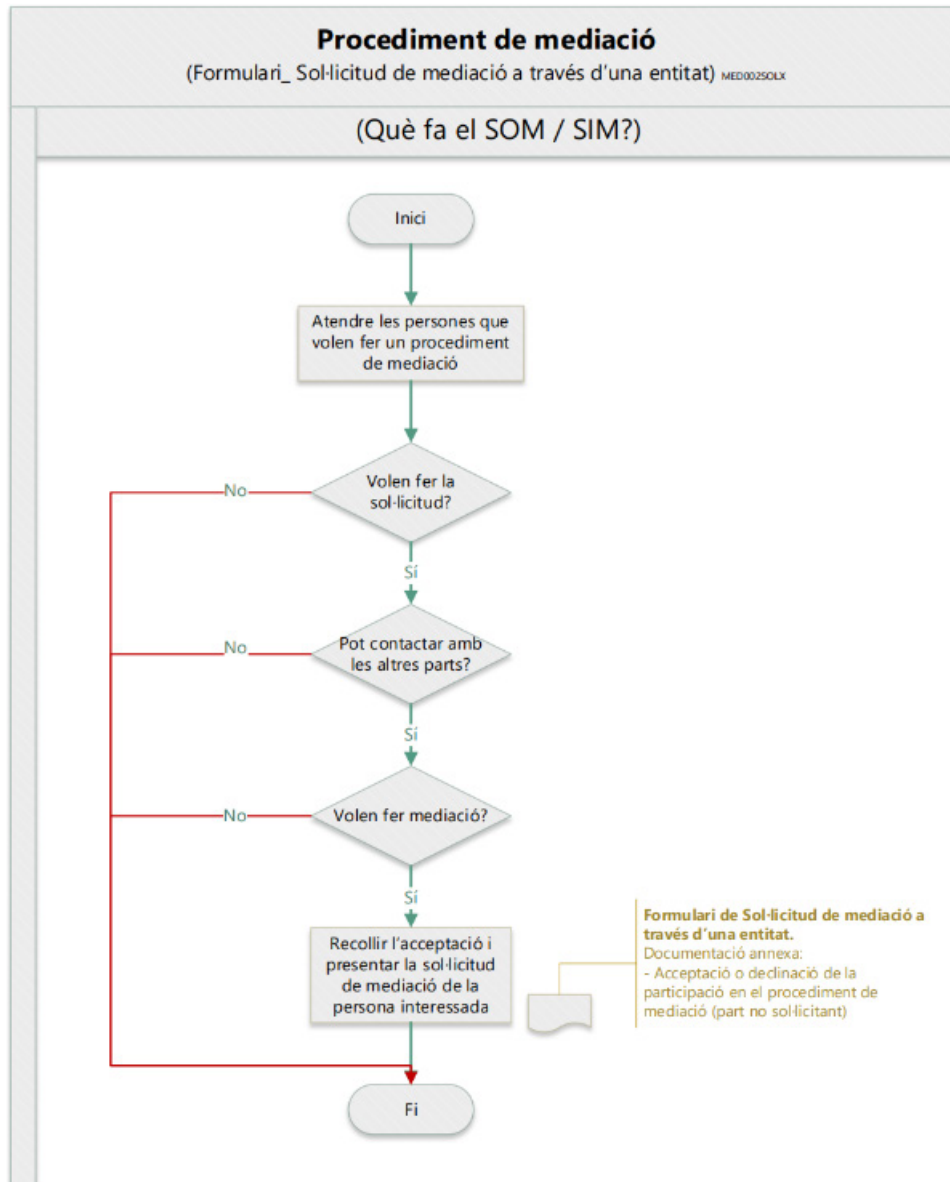 Procediment de mediació
(Formulari_ Sol·licitud de mediació a través d'una entitat) MED002SOLX
(Què fa el SOM / SIM?)
Inici
Atendre les persones que
volen fer un procediment
de mediació
Volen fer la
sol·licitud?
No
Sí
Pot contactar amb
les altres parts?
No
Sí
Volen fer mediació?
No
Sí
Recollir l'acceptació i
presentar la sol·licitud
de mediació de la
persona interessada
Formulari de Sol·licitud de mediació a
través d'una entitat.
Documentació annexa:
- Acceptació o declinació de la
participació en el procediment de
mediació (part no sol·licitant)
Fi